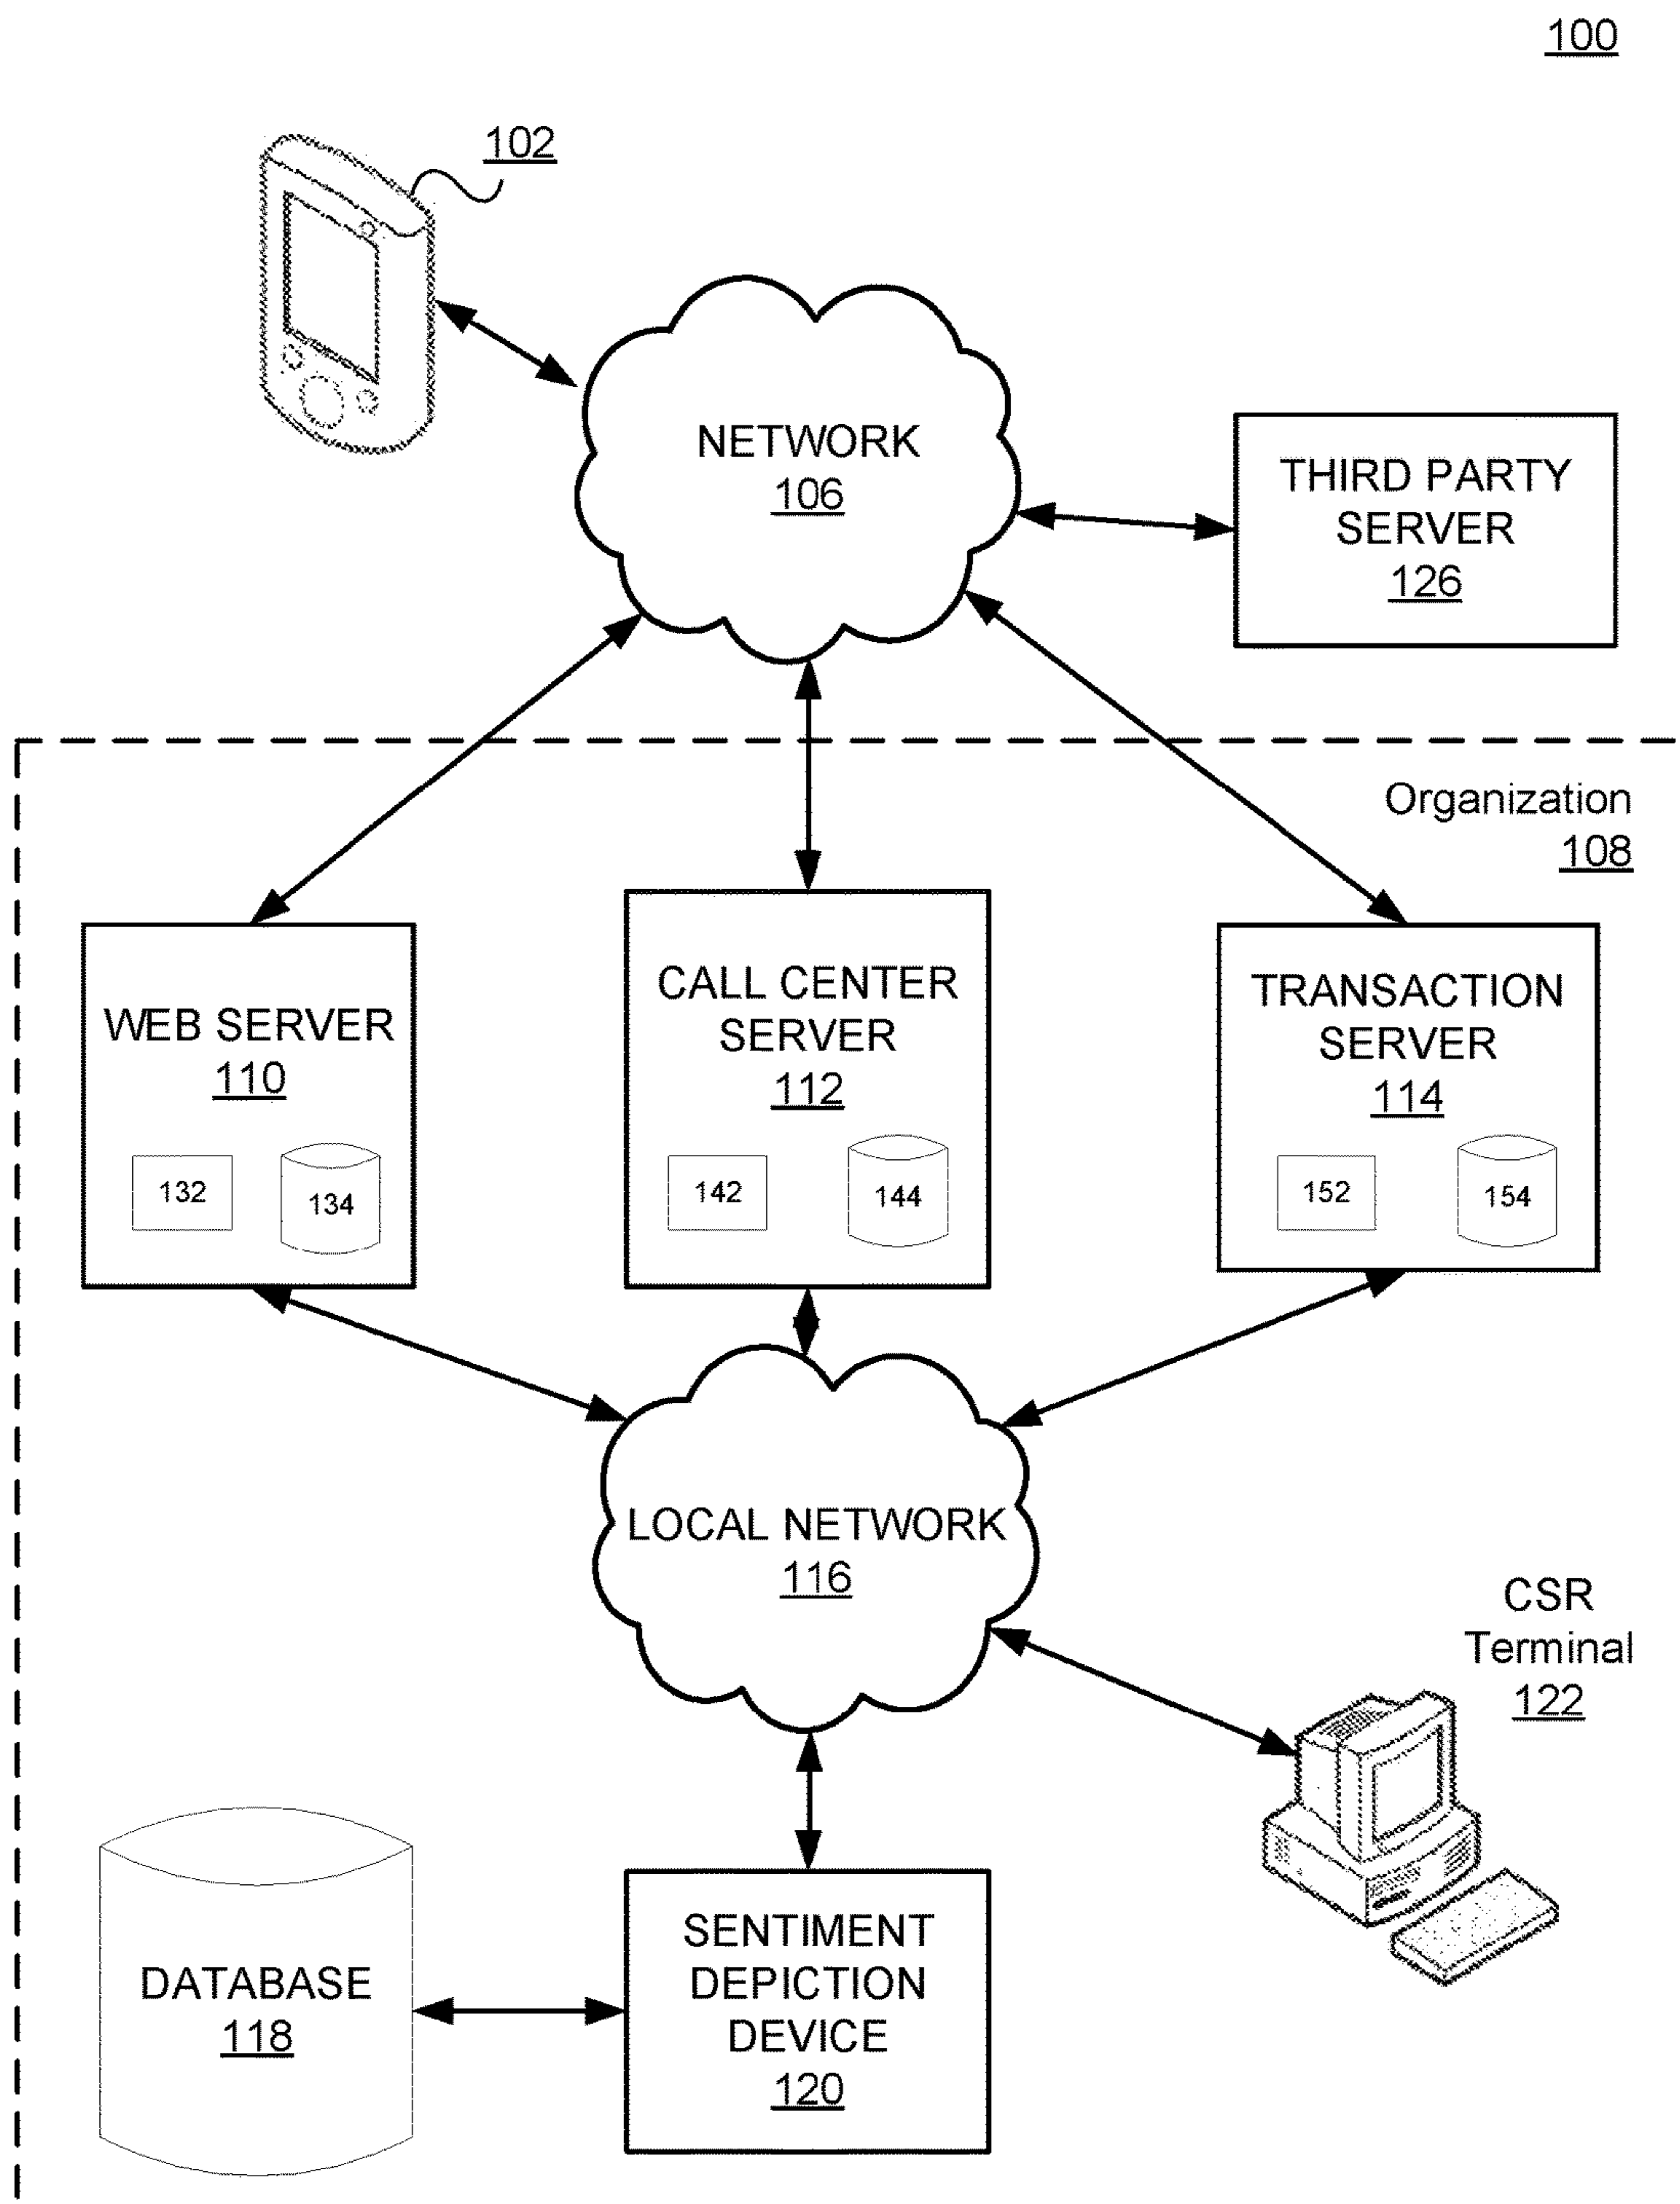 100
102
NETWORK
106
THIRD PARTY
SERVER
126
Organization
108
WEB SERVER
110
132
134
CALL CENTER
SERVER
112
142
144
TRANSACTION
SERVER
114
152
154
LOCAL NETWORK
116
CSR
Terminal
122
DATABASE
118
SENTIMENT
DEPICTION
DEVICE
120